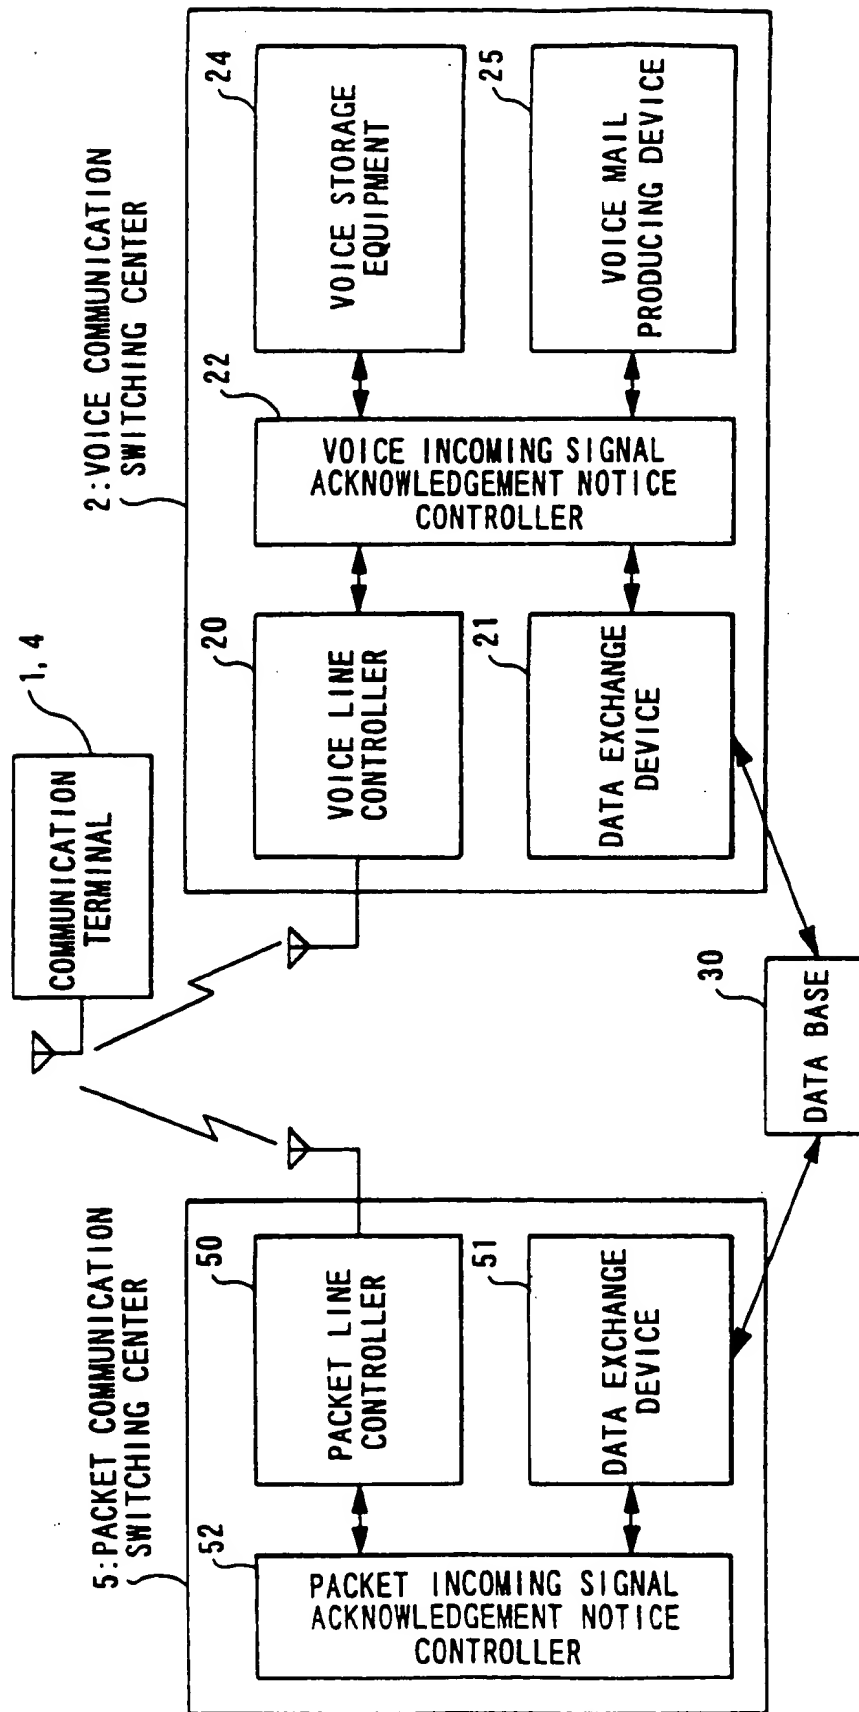 1, 4
COMMUNICATION
TERMINAL
5:PACKET COMMUNICATION
SWITCHING CENTER
52
PACKET INCOMING SIGNAL
ACKNOWLEDGEMENT NOTICE
CONTROLLER
50
PACKET LINE
CONTROLLER
51
DATA EXCHANGE
DEVICE
2:VOICE COMMUNICATION
SWITCHING CENTER
20
VOICE LINE
CONTROLLER
21
DATA EXCHANGE
DEVICE
22
VOICE INCOMING SIGNAL
ACKNOWLEDGEMENT NOTICE
CONTROLLER
24
VOICE STORAGE
EQUIPMENT
25
VOICE MAIL
PRODUCING DEVICE
30
DATA BASE